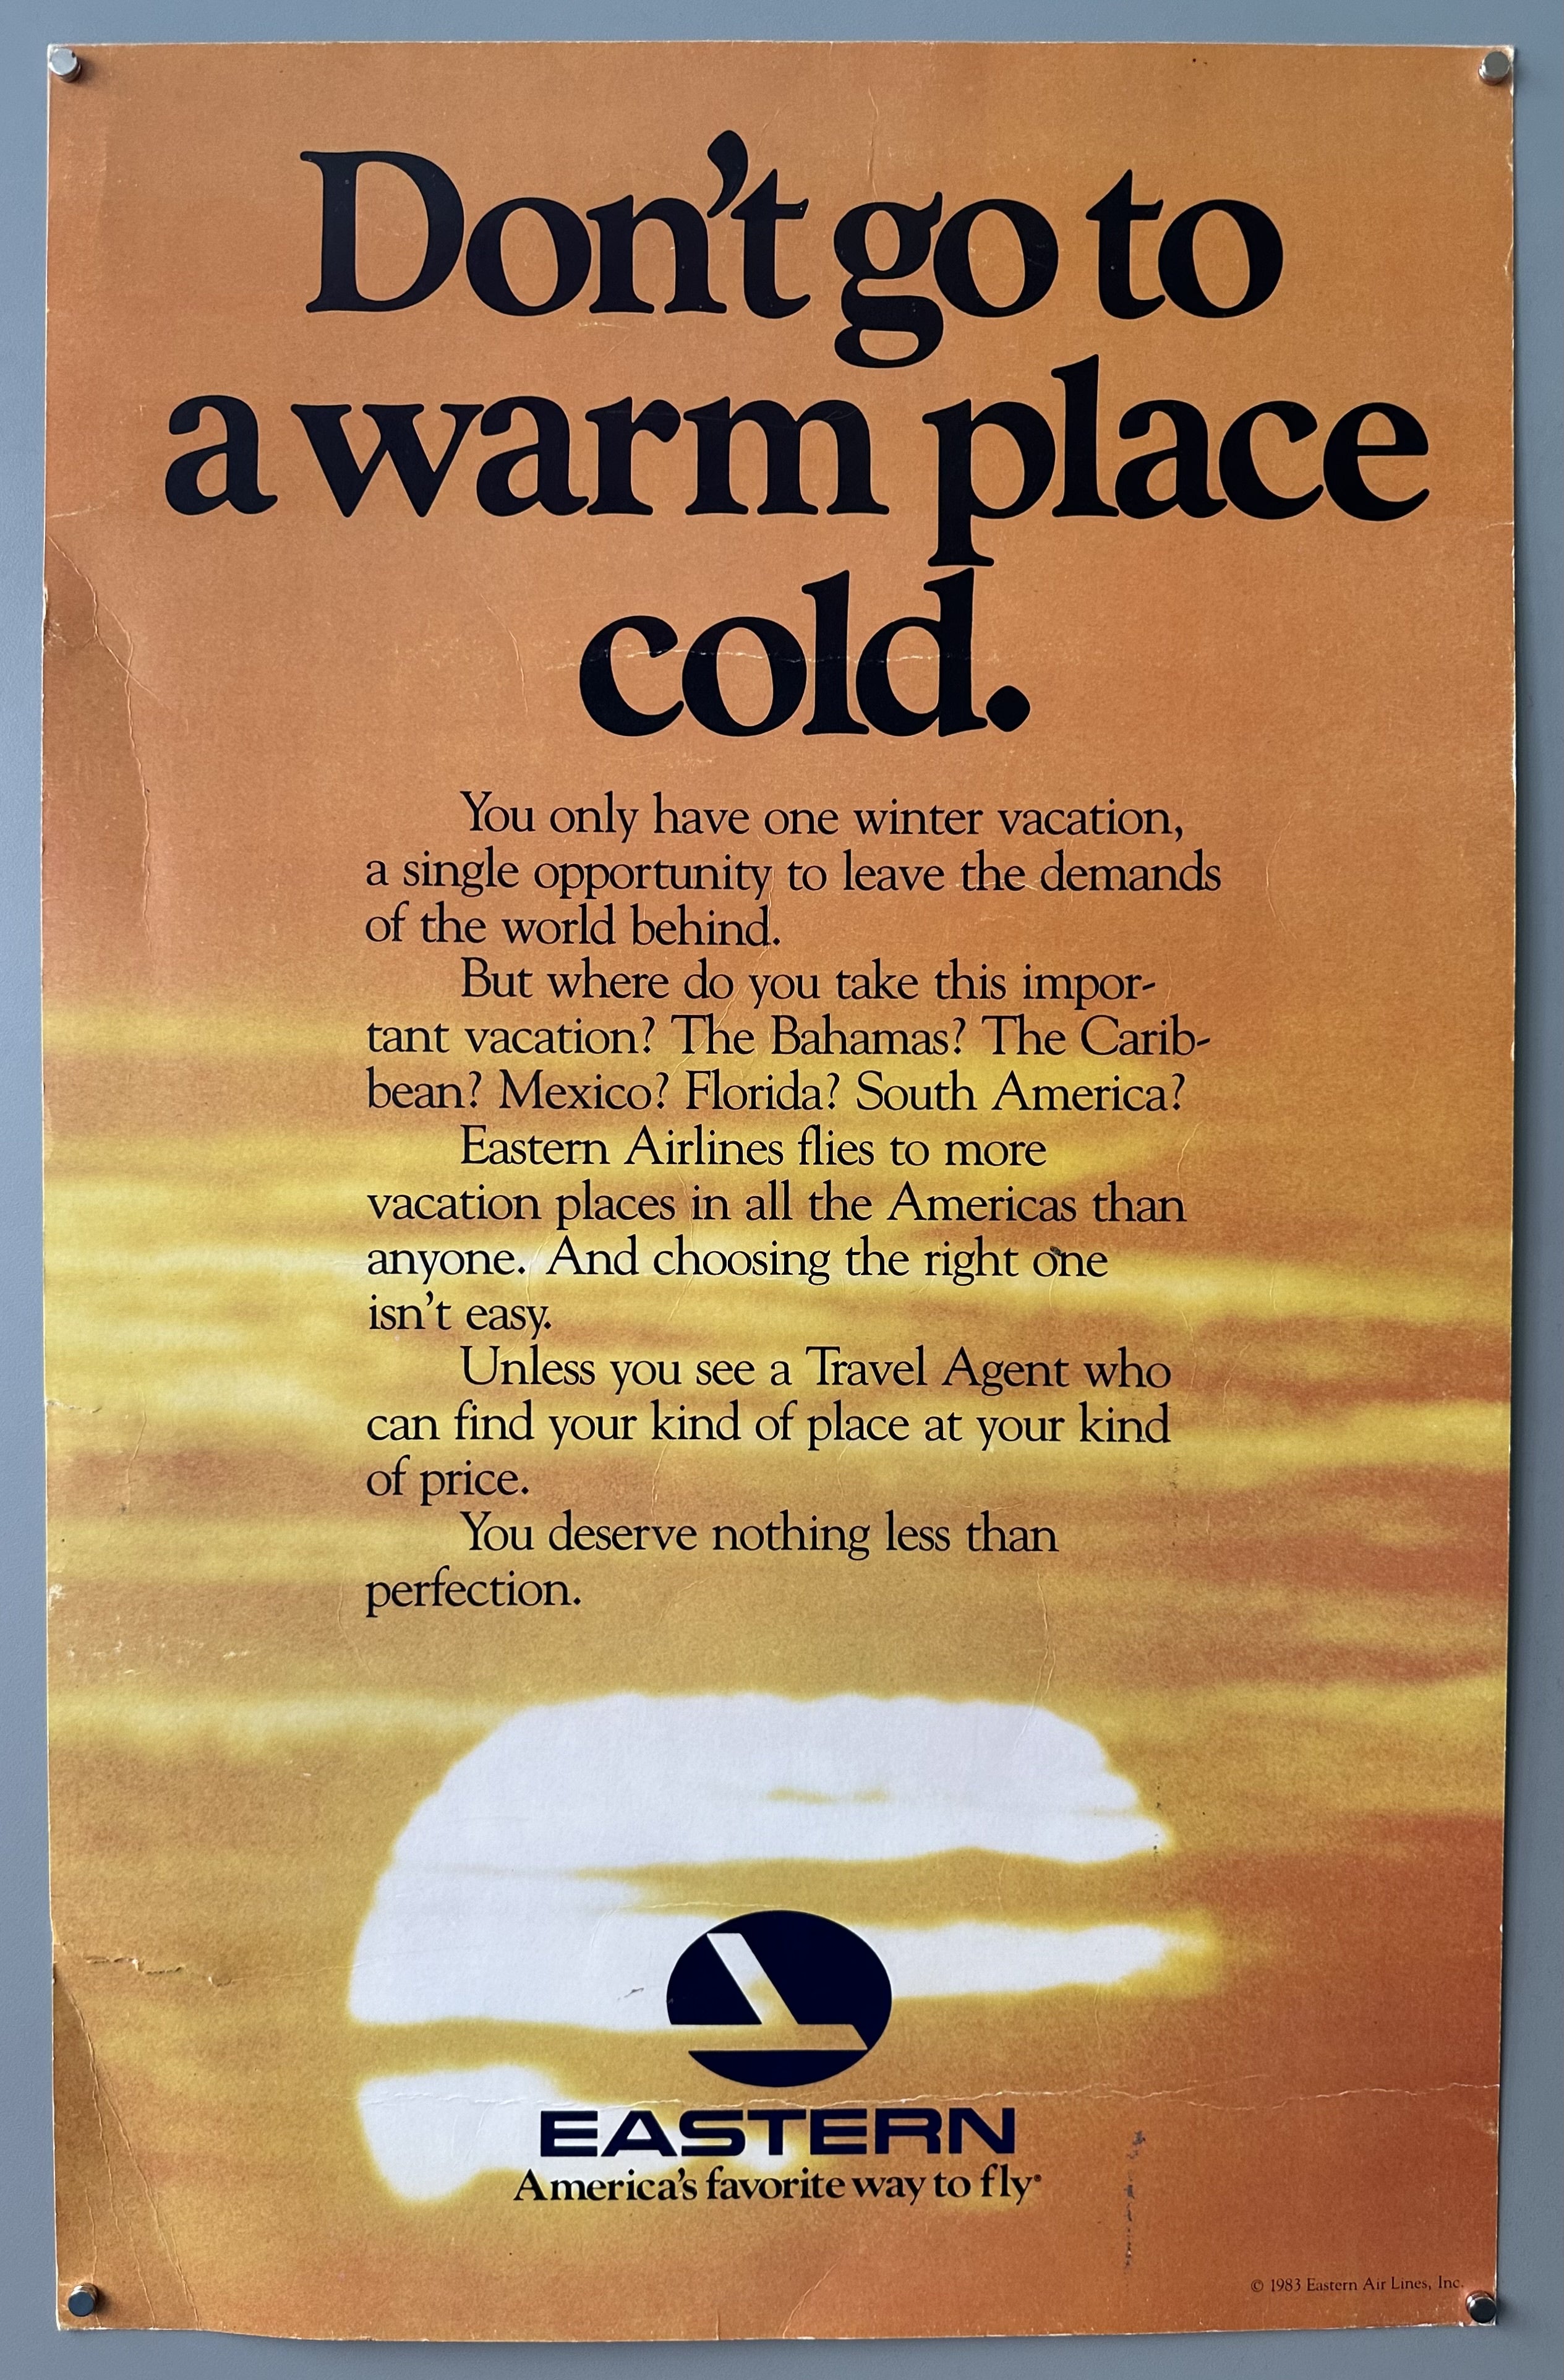 Don't go to
a warm place
cold.
You only have one winter vacation,
a single opportunity to leave the demands
of the world behind.
But where do you take this impor-
tant vacation? The Bahamas? The Carib-
bean? Mexico? Florida? South America?
Eastern Airlines flies to more
vacation places in all the Americas than
anyone. And choosing the right one
isn't easy.
Unless you see a Travel Agent who
can find your kind of place at your kind
of price.
You deserve nothing less than
perfection.
EASTERN
America's favorite way to fly®
© 1983 Eastern Air Lines, Inc.